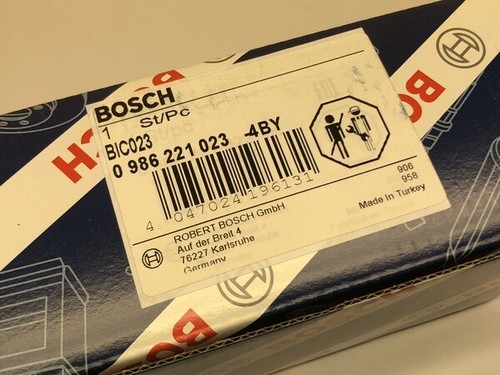 BOSCH
1 St/Pc
BIC023
0 986 221 023 -4BY
4 047024 196131
906
958
Made in Turkey
ROBERT BOSCH GmbH
Auf der Breit 4
76227 Karlsruhe
Germany